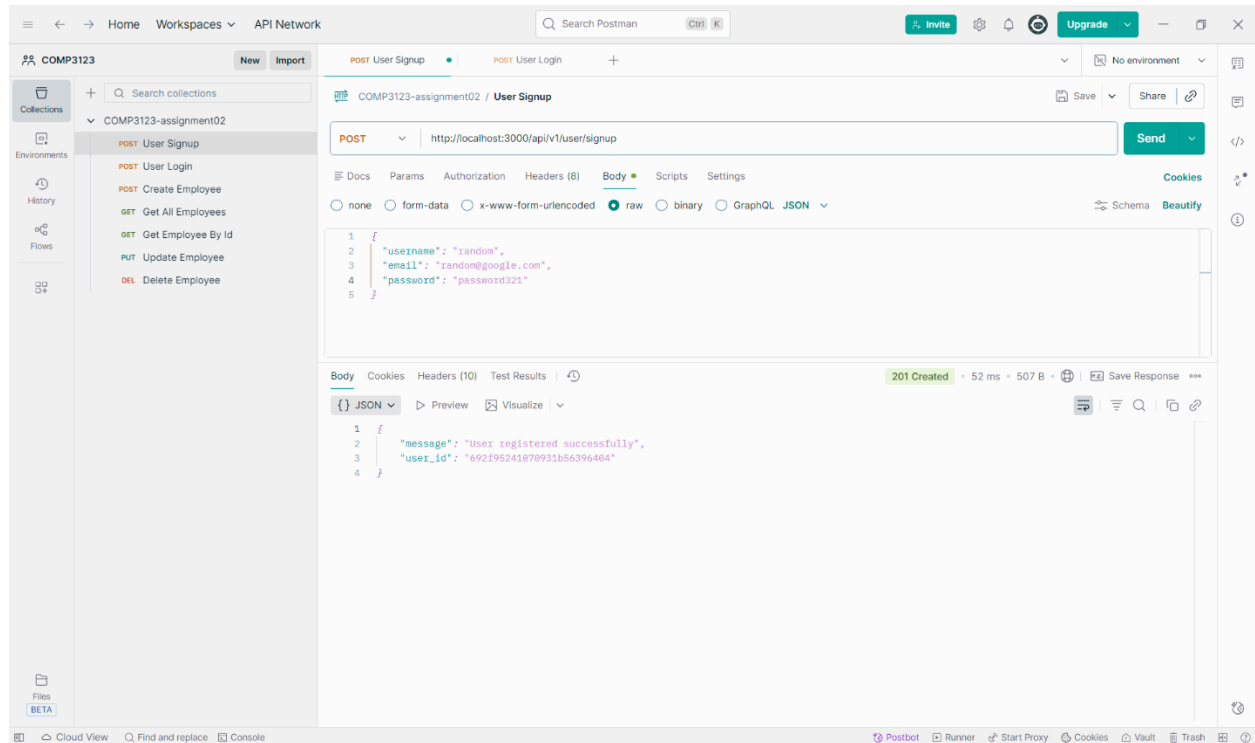 Home Workspaces API Network
Search Postman Ctrl K
Invite
Upgrade
COMP3123
New Import
POST User Signup
POST User Login
No environment
Collections
Environments
History
Flows
Files
BETA
Search collections
COMP3123-assignment02
POST User Signup
POST User Login
POST Create Employee
GET Get All Employees
GET Get Employee By Id
PUT Update Employee
DEL Delete Employee
HTTP COMP3123-assignment02 / User Signup
Save Share
POST http://localhost:3000/api/v1/user/signup
Send
Docs Params Authorization Headers (8) Body Scripts Settings
Cookies
none form-data x-www-form-urlencoded raw binary GraphQL JSON
Schema Beautify
1 {
2 "username": "random",
3 "email": "random@google.com",
4 "password": "password321"
5 }
Body Cookies Headers (10) Test Results
201 Created 52 ms 507 B e.g. Save Response
{} JSON Preview Visualize
1 {
2 "message": "User registered successfully",
3 "user_id": "692f95241070931b56396404"
4 }
Cloud View Find and replace Console
Postbot Runner Start Proxy Cookies Vault Trash